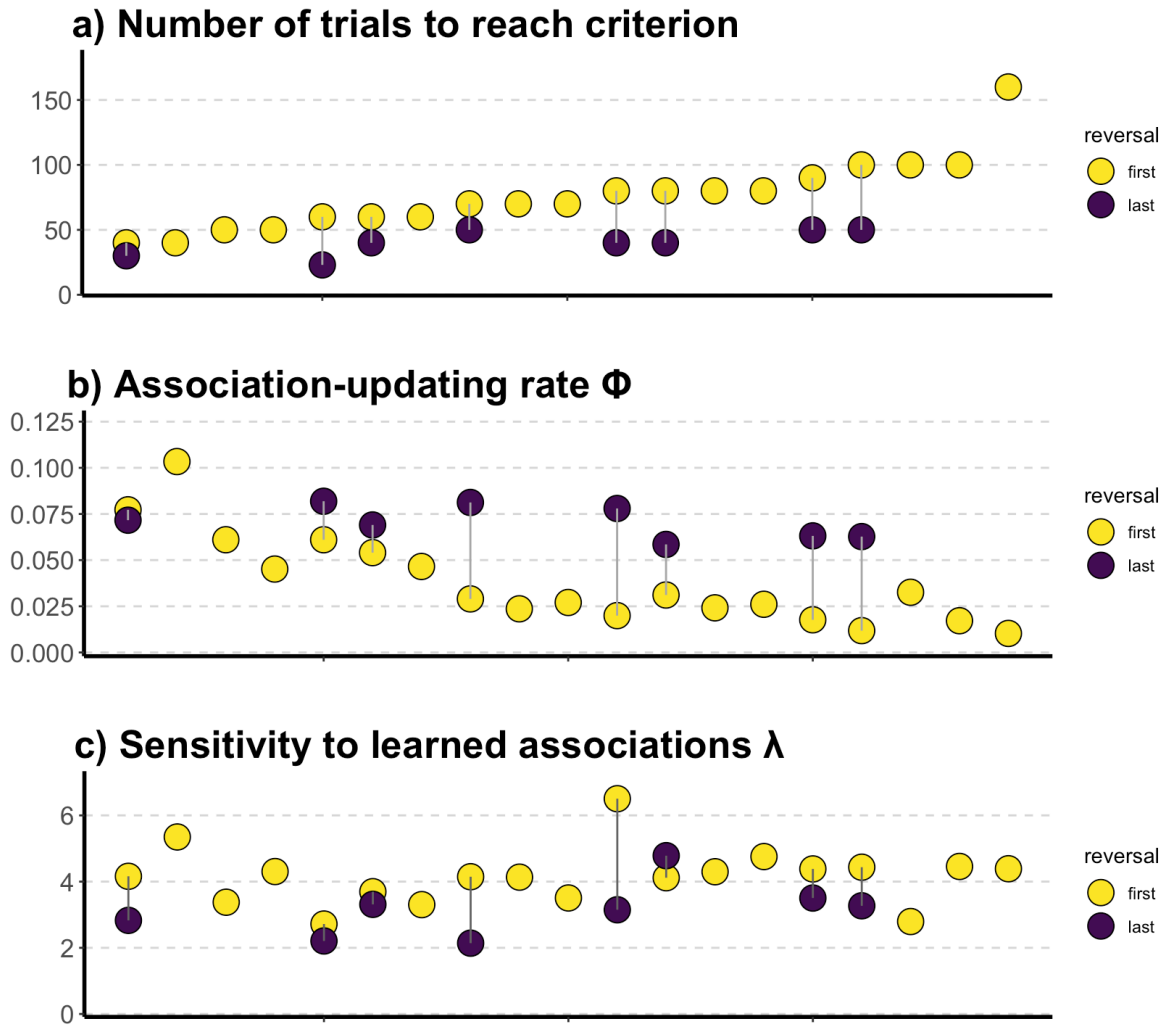 a) Number of trials to reach criterion
150
100
50
0
reversal
first
last
b) Association-updating rate Φ
0.125
0.100
0.075
0.050
0.025
0.000
reversal
first
last
c) Sensitivity to learned associations λ
6
4
2
0
reversal
first
last